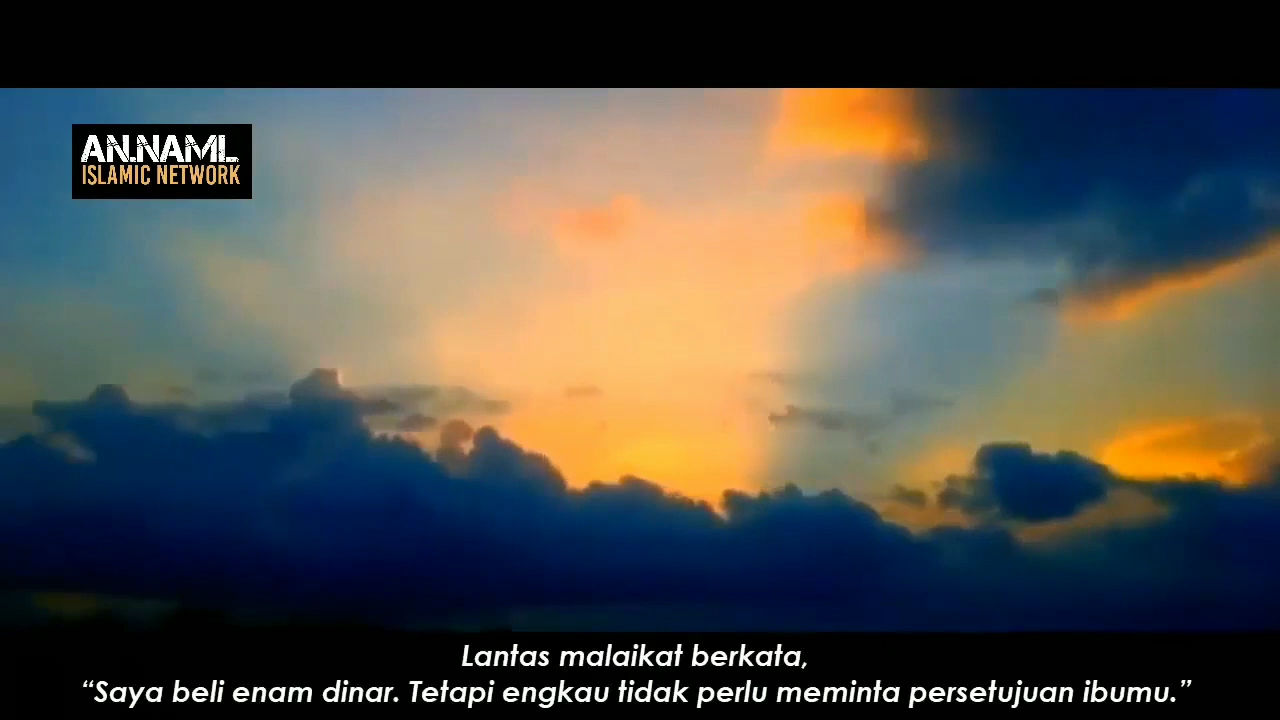 AN.NAML
ISLAMIC NETWORK
Lantas malaikat berkata,
“Saya beli enam dinar. Tetapi engkau tidak perlu meminta persetujuan ibumu.”